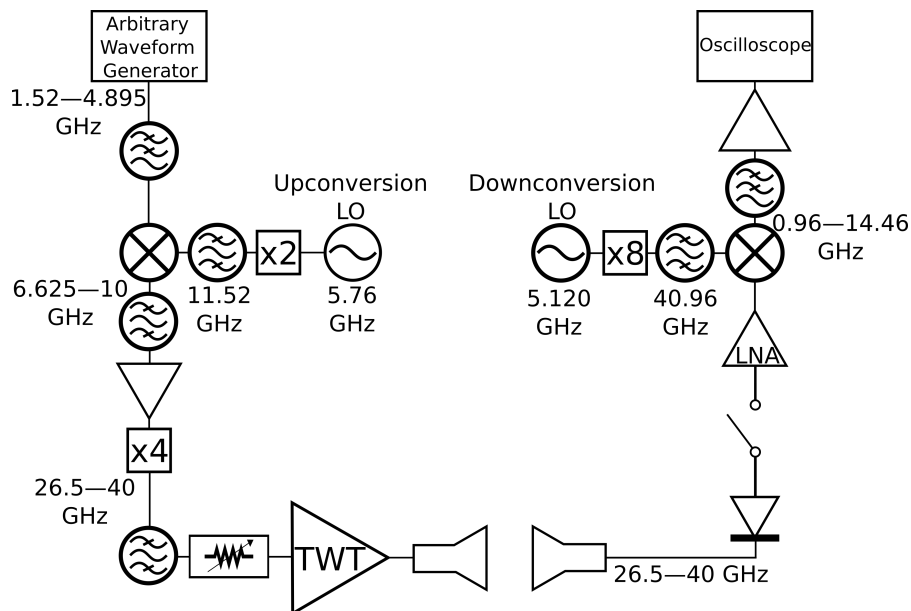 Arbitrary
Waveform
Generator
1.52—4.895
GHz
Upconversion
LO
x2
11.52
GHz
5.76
GHz
6.625—10
GHz
x4
26.5—40
GHz
TWT
Oscilloscope
Downconversion
LO
x8
5.120
GHz
40.96
GHz
0.96—14.46
GHz
LNA
26.5—40 GHz